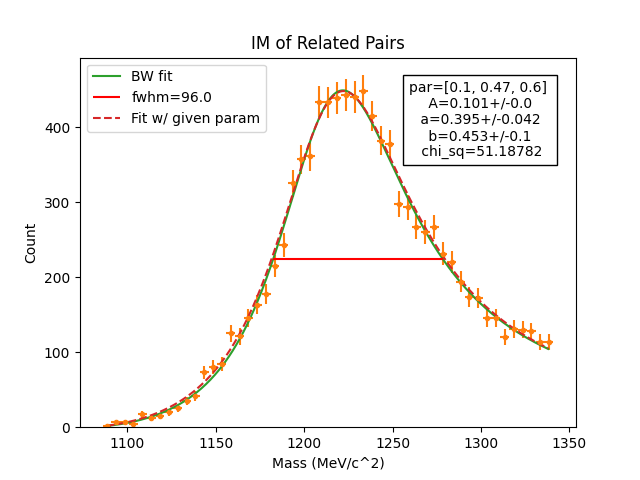 IM of Related Pairs
BW fit
fwhm=96.0
Fit w/ given param
par=[0.1, 0.47, 0.6]
A=0.101+/-0.0
a=0.395+/-0.042
b=0.453+/-0.1
chi_sq=51.18782
Count
400
300
200
100
0
1100 1150 1200 1250 1300 1350
Mass (MeV/c^2)